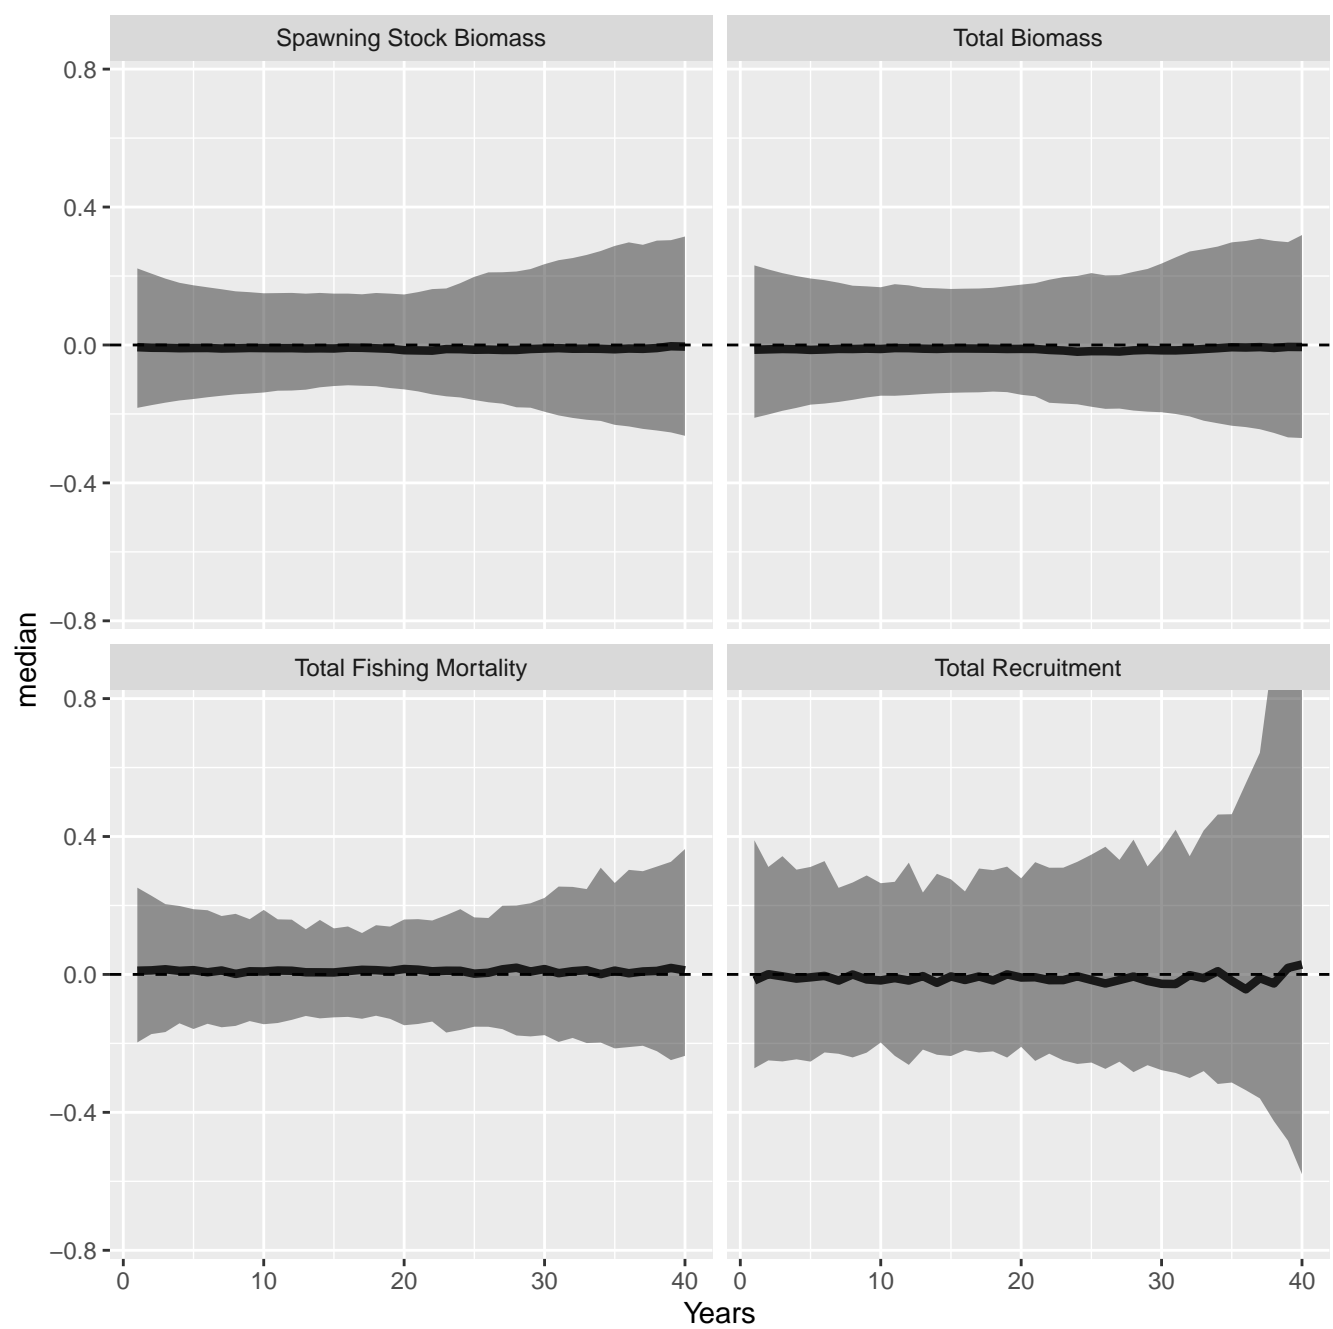 Spawning Stock Biomass
Total Biomass
0.8
0.4
0.0
−0.4
−0.8
median
Total Fishing Mortality
Total Recruitment
0.8
0.4
0.0
−0.4
−0.8
0 10 20 30 40
0 10 20 30 40
Years